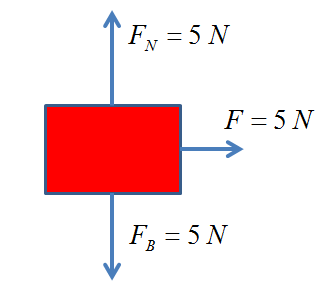 F_N = 5 N
F = 5 N
F_B = 5 N